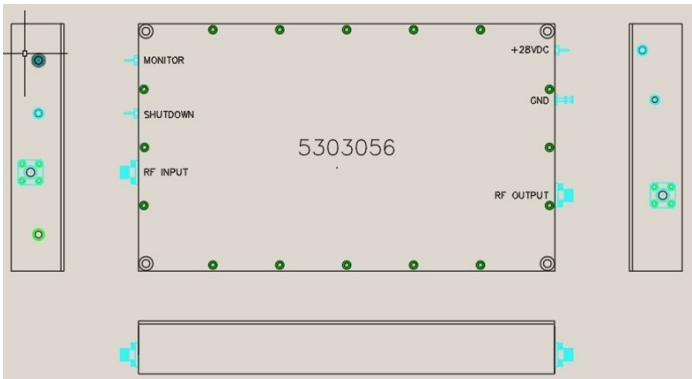 MONITOR
+28VDC
GND
SHUTDOWN
5303056
RF INPUT
RF OUTPUT